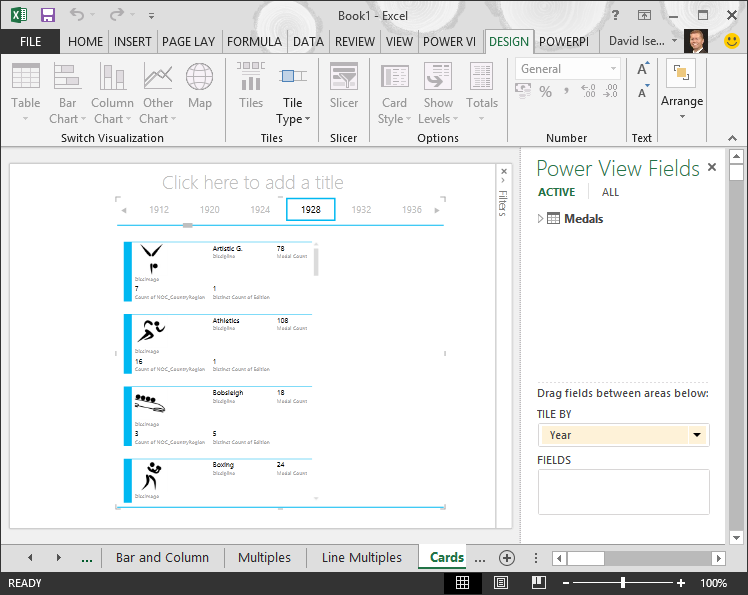 Book1 - Excel
?
FILE HOME INSERT PAGE LAY FORMULA DATA REVIEW VIEW POWER VI DESIGN POWERPI David Ise...
Table Bar Chart Column Chart Other Chart Map
Switch Visualization
Tiles Tile Type
Tiles
Slicer
Slicer
Card Style Show Levels Totals
Options
General
% , .00
Number
A A
Text
Arrange
Click here to add a title
1912 1920 1924 1928 1932 1936
Artistic G. 78
Discipline Medal Count
DiscImage
7 1
Count of NOC_CountryRegion Distinct Count of Edition
Athletics 108
Discipline Medal Count
DiscImage
16 1
Count of NOC_CountryRegion Distinct Count of Edition
Bobsleigh 18
Discipline Medal Count
DiscImage
3 5
Count of NOC_CountryRegion Distinct Count of Edition
Boxing 24
Discipline Medal Count
DiscImage
Filters
Power View Fields
ACTIVE ALL
Medals
Drag fields between areas below:
TILE BY
Year
FIELDS
... Bar and Column Multiples Line Multiples Cards ...
READY 100%